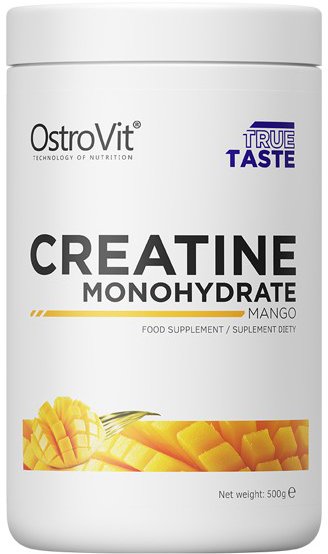 OstroVit®
TECHNOLOGY OF NUTRITION
TRUE
TASTE
CREATINE
MONOHYDRATE
MANGO
FOOD SUPPLEMENT / SUPLEMENT DIETY
Net weight: 500g ℮